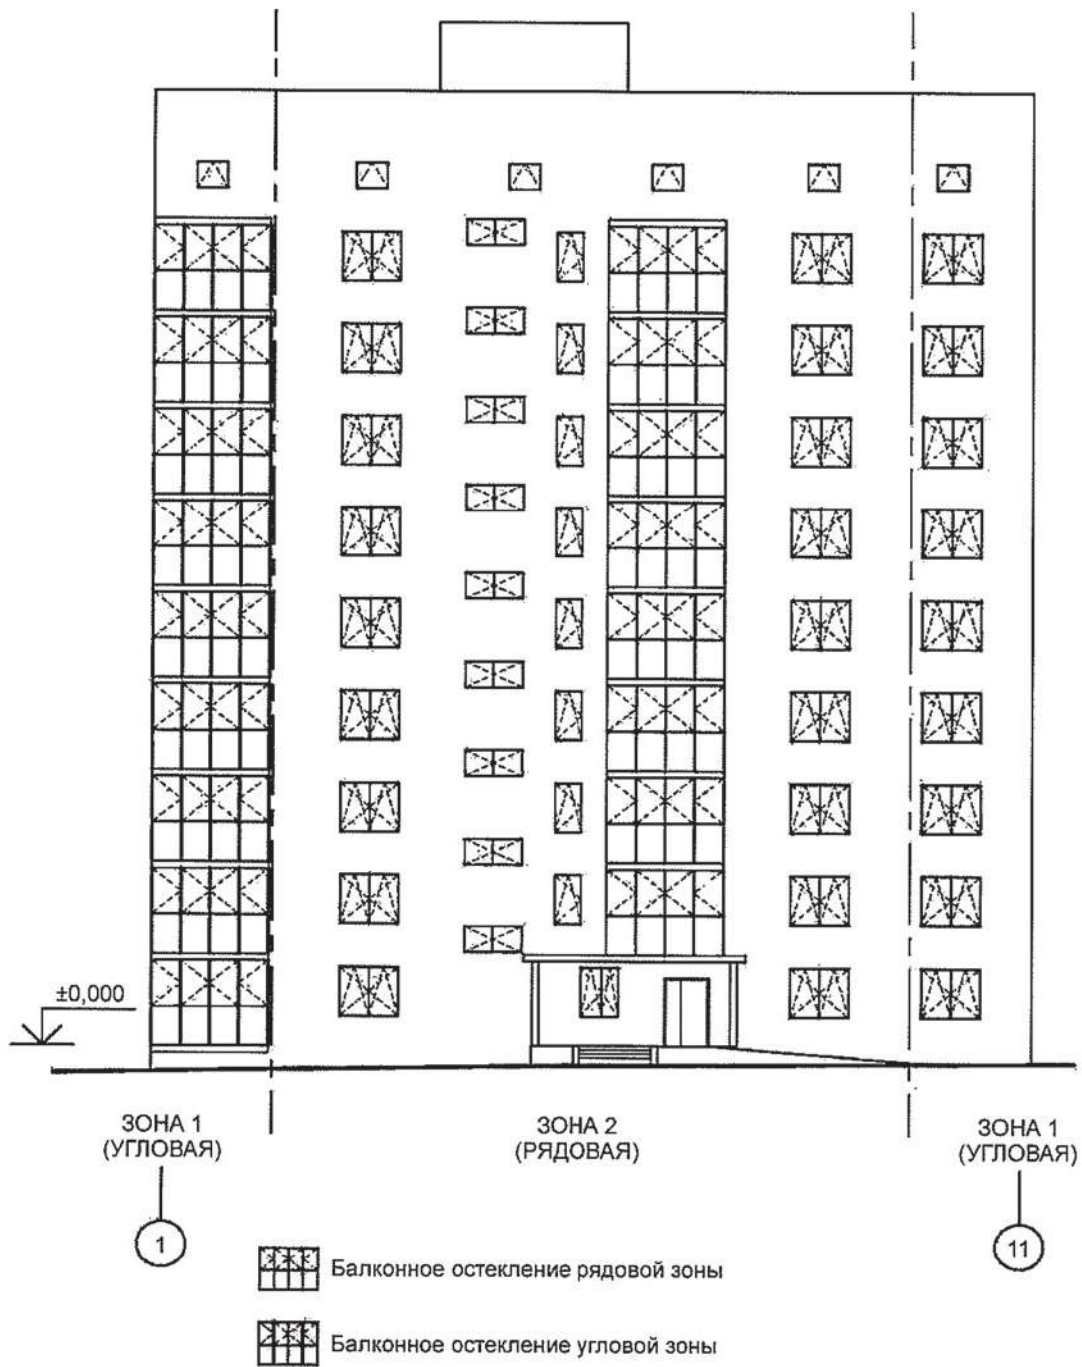 ±0,000
ЗОНА 1
(УГЛОВАЯ)
ЗОНА 2
(РЯДОВАЯ)
ЗОНА 1
(УГЛОВАЯ)
1
11
Балконное остекление рядовой зоны
Балконное остекление угловой зоны